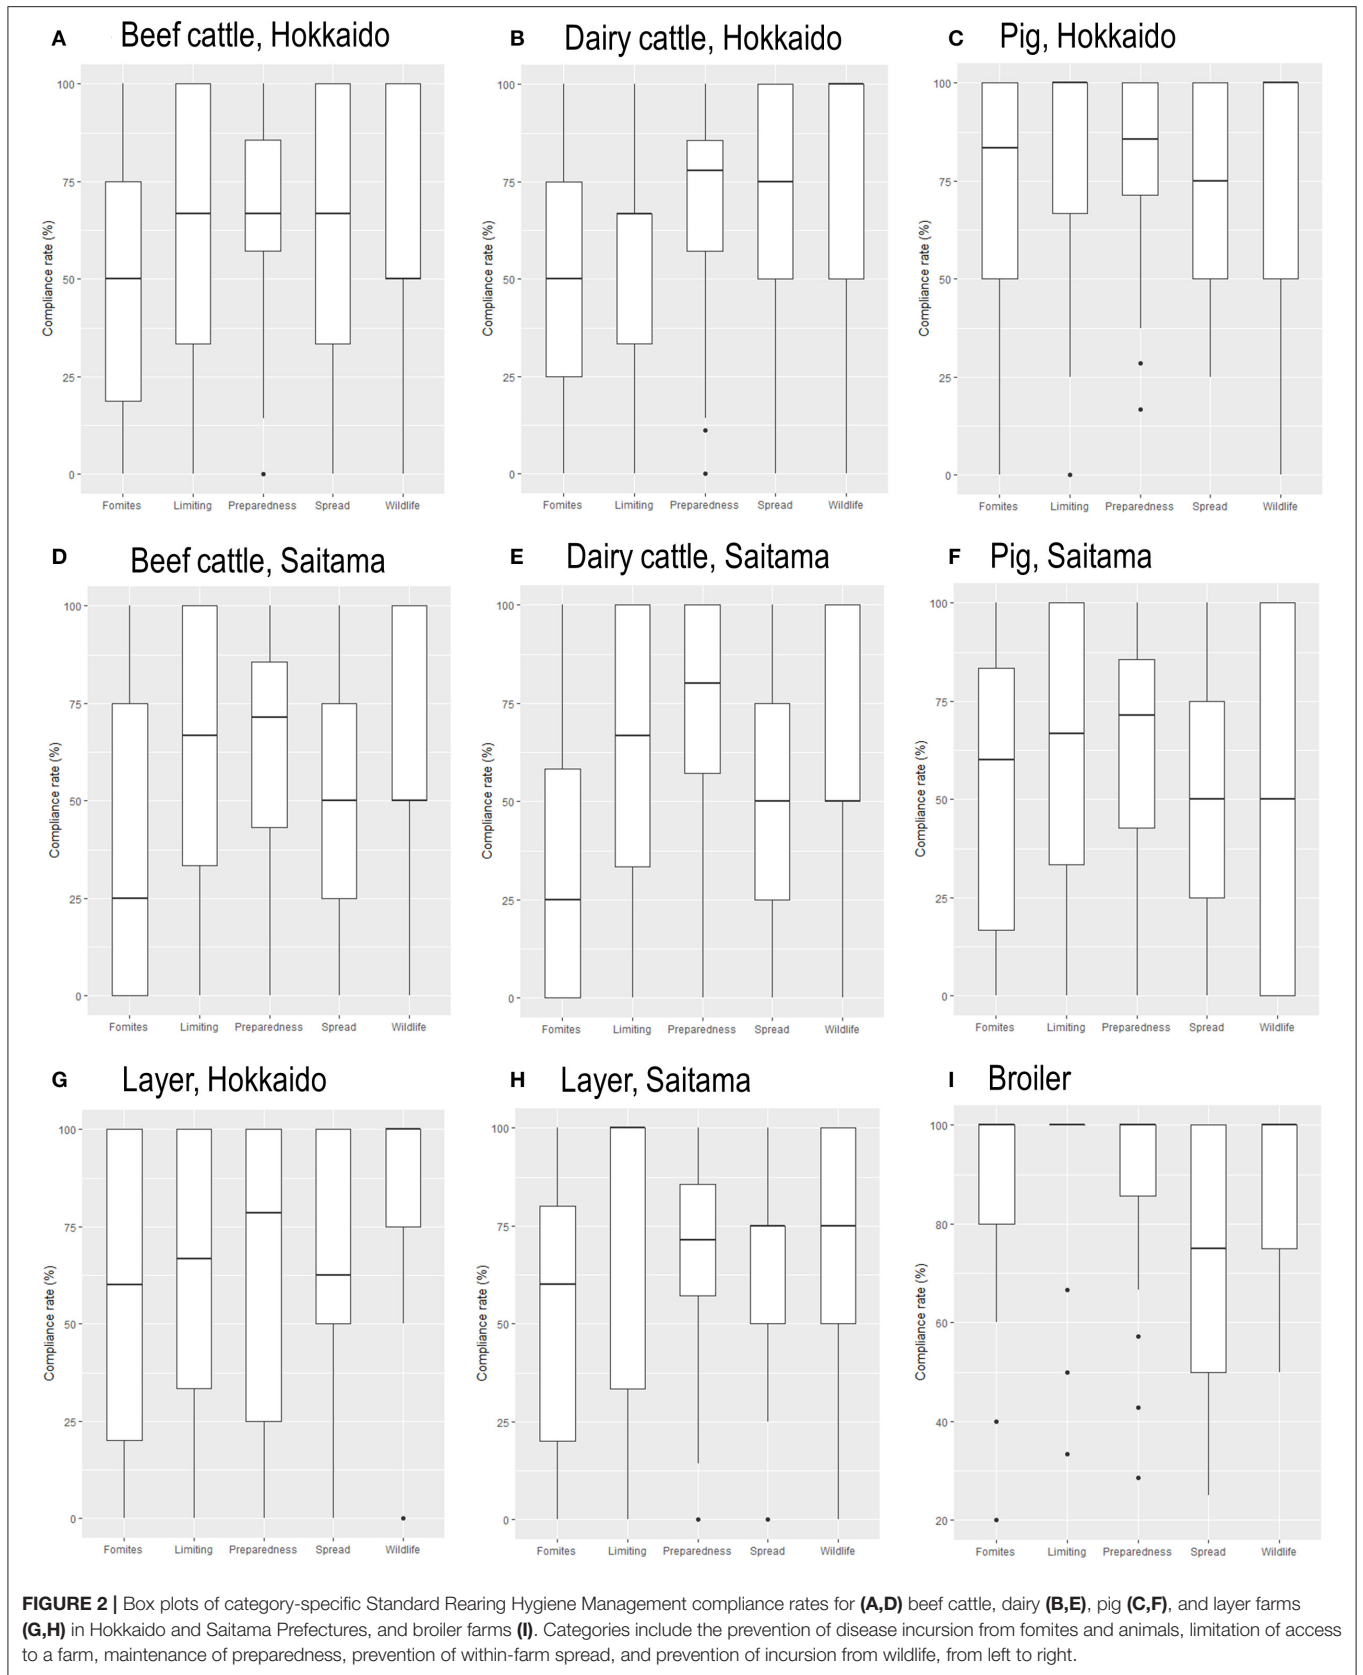 A Beef cattle, Hokkaido
Compliance rate (%)
100
75
50
25
0
Fomites Limiting Preparedness Spread Wildlife
B Dairy cattle, Hokkaido
Compliance rate (%)
100
75
50
25
0
Fomites Limiting Preparedness Spread Wildlife
C Pig, Hokkaido
Compliance rate (%)
100
75
50
25
0
Fomites Limiting Preparedness Spread Wildlife
D Beef cattle, Saitama
Compliance rate (%)
100
75
50
25
0
Fomites Limiting Preparedness Spread Wildlife
E Dairy cattle, Saitama
Compliance rate (%)
100
75
50
25
0
Fomites Limiting Preparedness Spread Wildlife
F Pig, Saitama
Compliance rate (%)
100
75
50
25
0
Fomites Limiting Preparedness Spread Wildlife
G Layer, Hokkaido
Compliance rate (%)
100
75
50
25
0
Fomites Limiting Preparedness Spread Wildlife
H Layer, Saitama
Compliance rate (%)
100
75
50
25
0
Fomites Limiting Preparedness Spread Wildlife
I Broiler
Compliance rate (%)
100
80
60
40
20
Fomites Limiting Preparedness Spread Wildlife
FIGURE 2 | Box plots of category-specific Standard Rearing Hygiene Management compliance rates for (A,D) beef cattle, dairy (B,E), pig (C,F), and layer farms
(G,H) in Hokkaido and Saitama Prefectures, and broiler farms (I). Categories include the prevention of disease incursion from fomites and animals, limitation of access
to a farm, maintenance of preparedness, prevention of within-farm spread, and prevention of incursion from wildlife, from left to right.